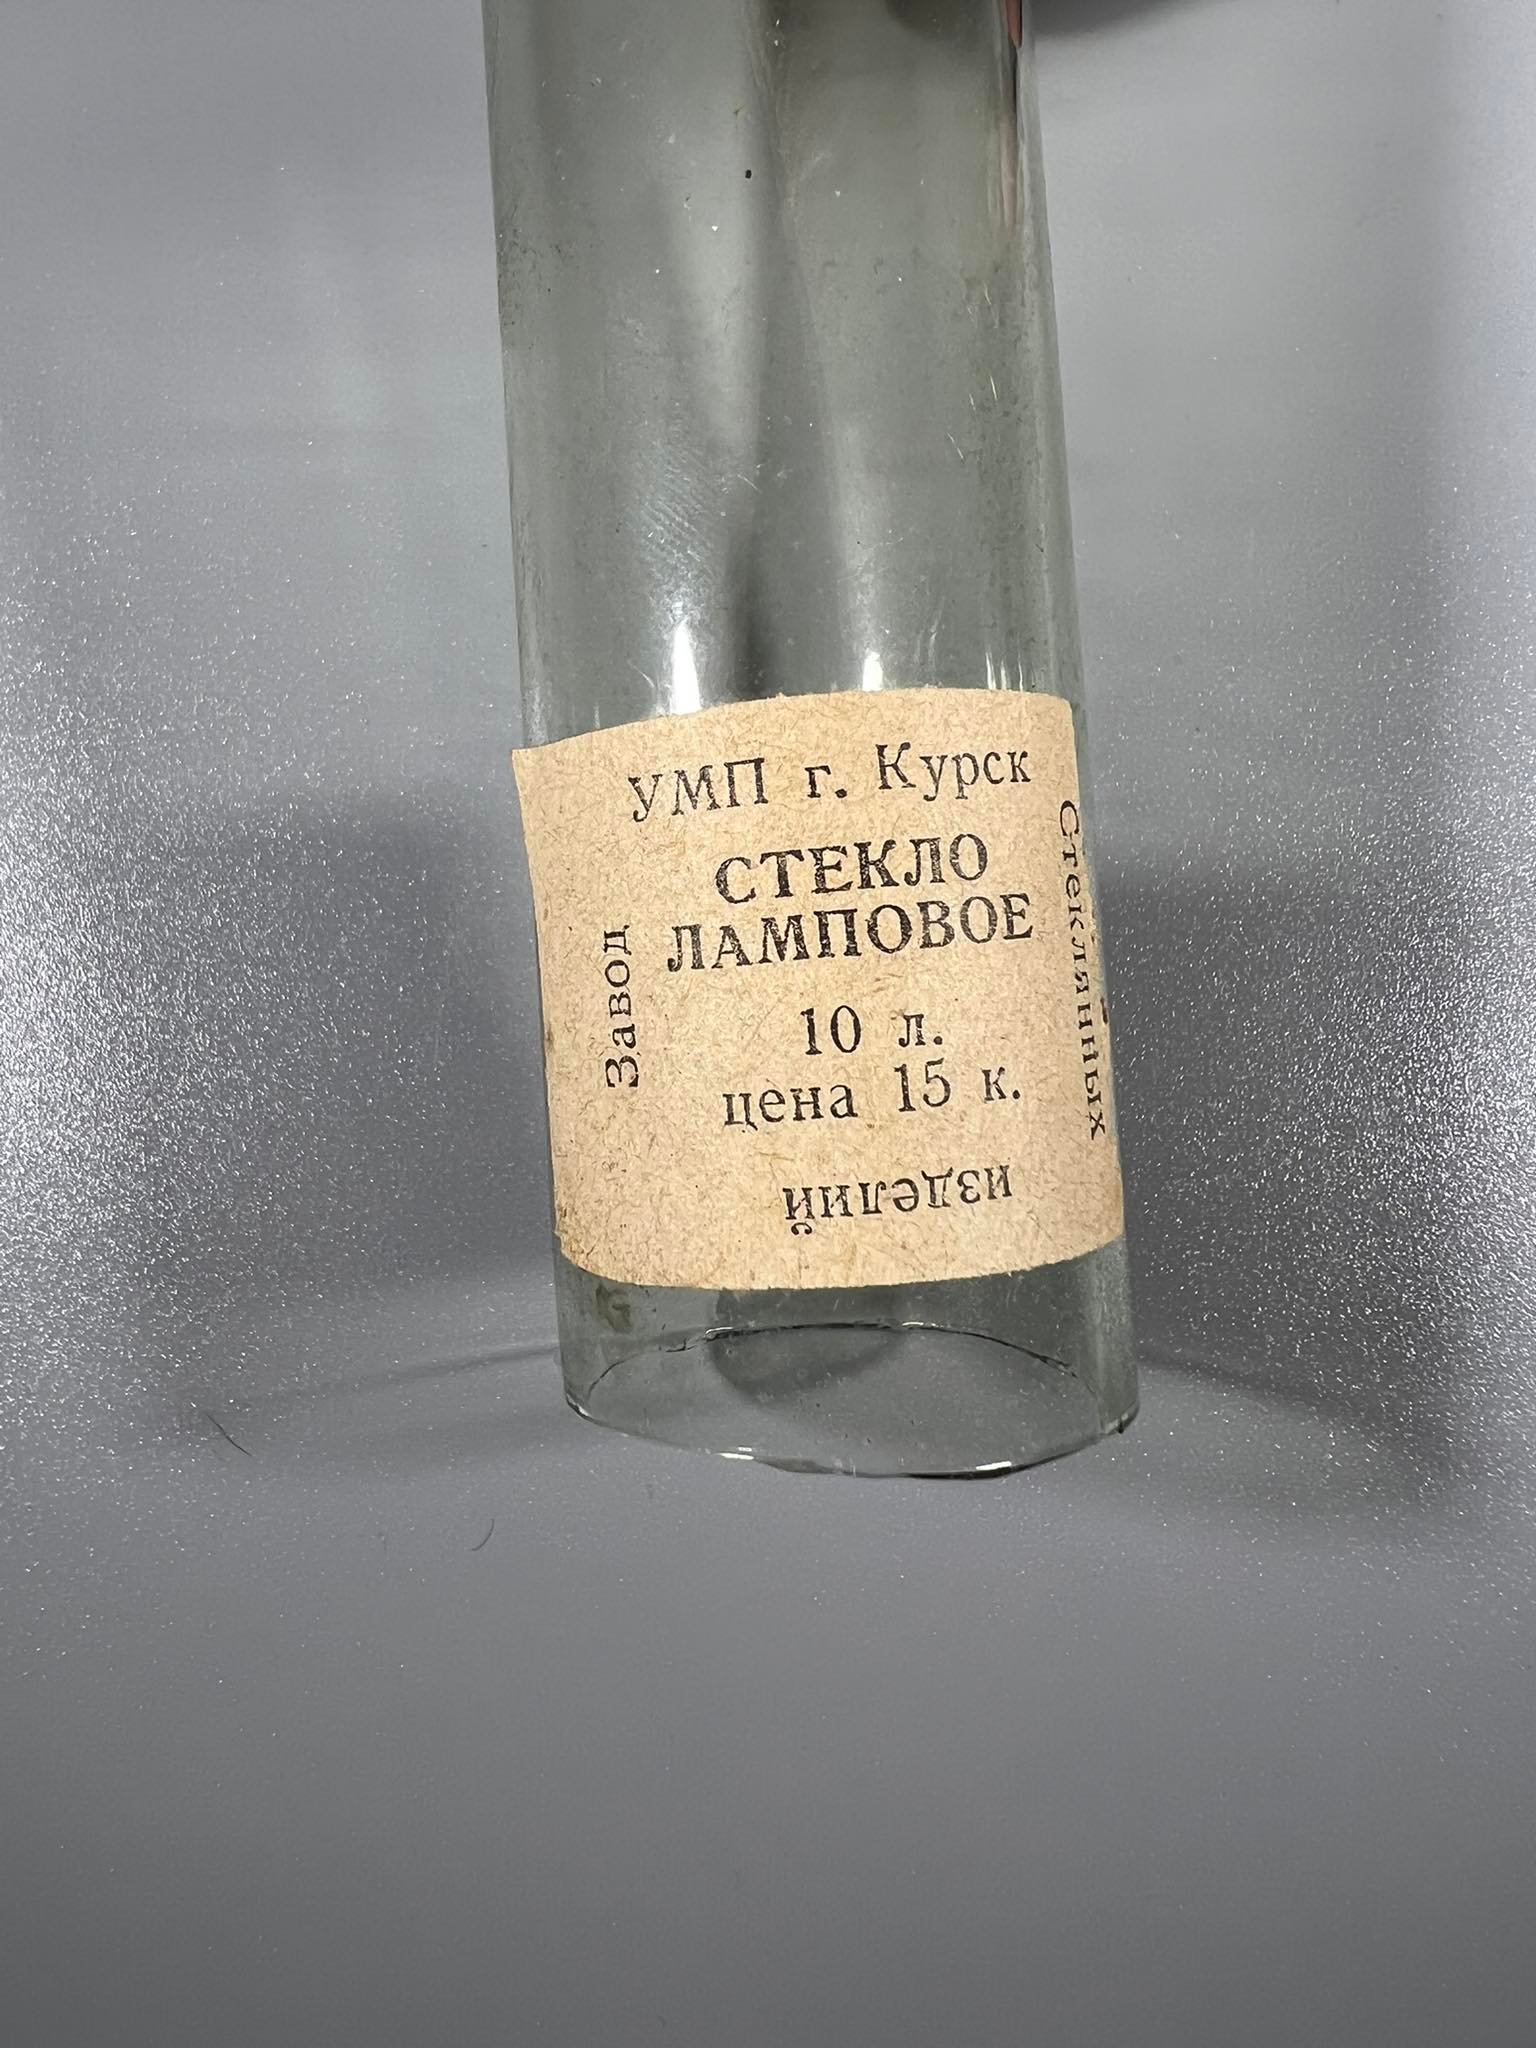 УМП г. Курск
Завод
СТЕКЛО
ЛАМПОВОЕ
10 л.
цена 15 к.
Стеклянных
изделий